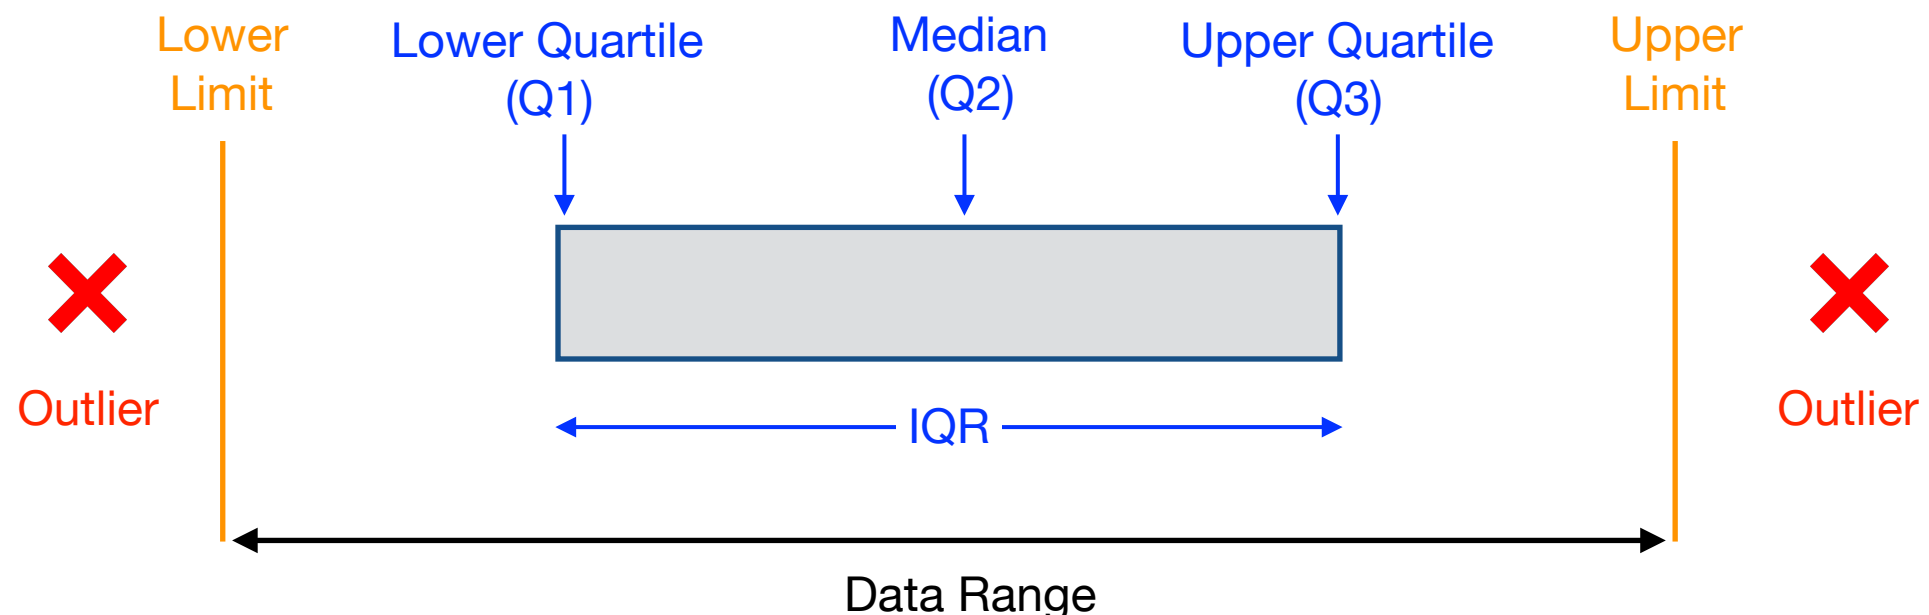 Lower
Limit
Lower Quartile
(Q1)
Median
(Q2)
Upper Quartile
(Q3)
Upper
Limit
Outlier
IQR
Outlier
Data Range